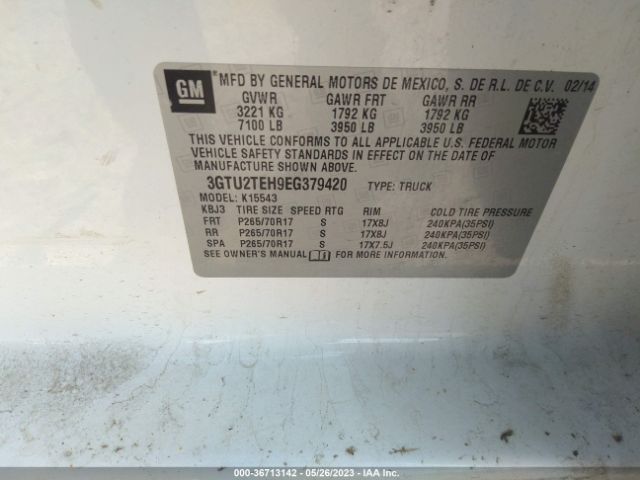 GM MFD BY GENERAL MOTORS DE MEXICO, S. DE R.L. DE C.V. 02/14
GVWR GAWR FRT GAWR RR
3221 KG 1792 KG 1792 KG
7100 LB 3950 LB 3950 LB
THIS VEHICLE CONFORMS TO ALL APPLICABLE U.S. FEDERAL MOTOR
VEHICLE SAFETY STANDARDS IN EFFECT ON THE DATE OF
MANUFACTURE SHOWN ABOVE.
3GTU2TEH9EG379420 TYPE: TRUCK
MODEL: K15543
KBJ3 TIRE SIZE SPEED RTG RIM COLD TIRE PRESSURE
FRT P265/70R17 S 17X8J 240KPA(35PSI)
RR P265/70R17 S 17X8J 240KPA(35PSI)
SPA P265/70R17 S 17X7.5J 240KPA(35PSI)
SEE OWNER'S MANUAL FOR MORE INFORMATION.
000-36713142 - 05/26/2023 - IAA Inc.